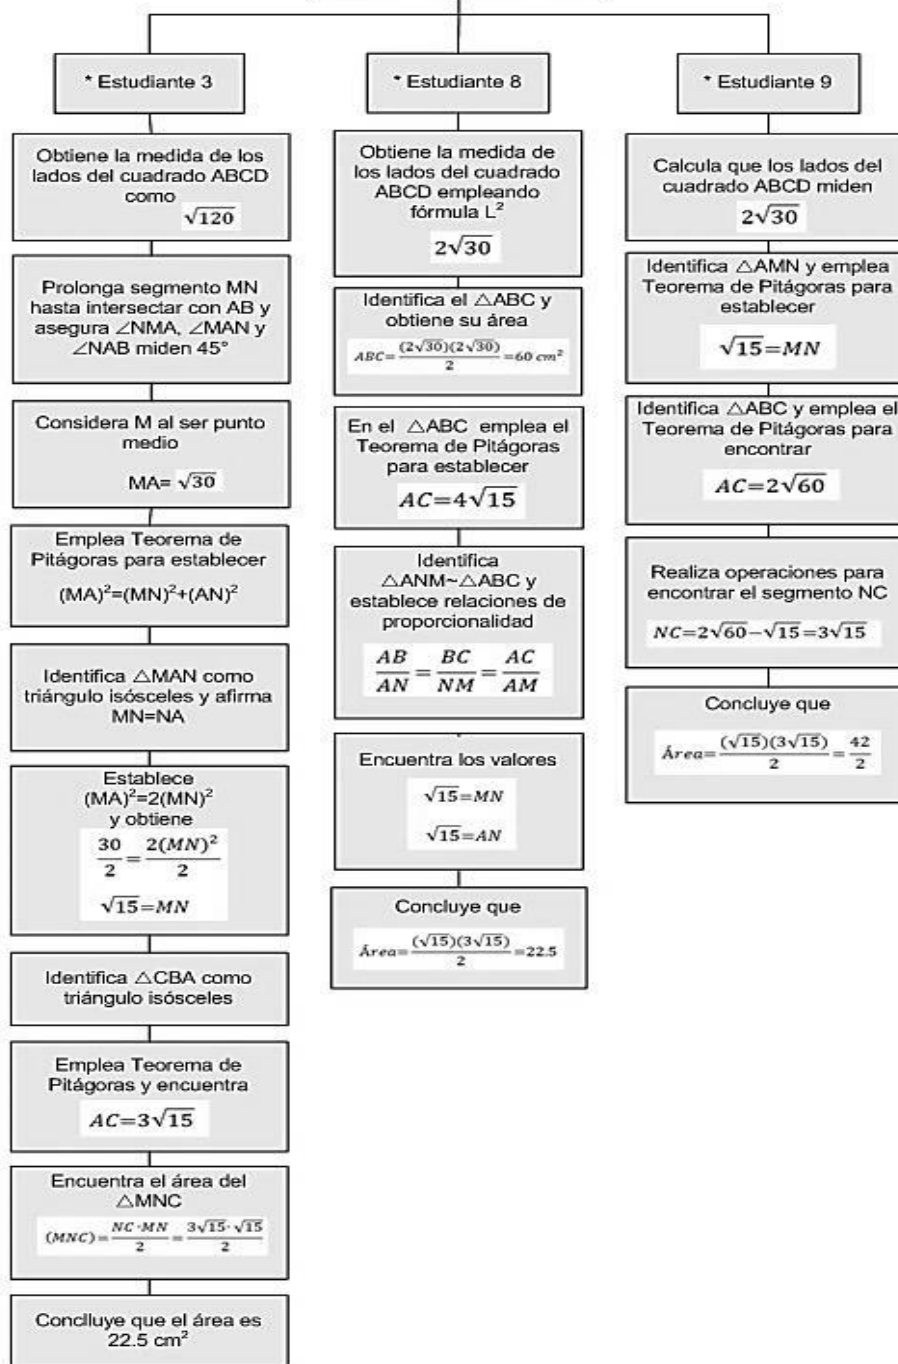 * Estudiante 3
Obtiene la medida de los
lados del cuadrado ABCD
como
√120
Prolonga segmento MN
hasta intersectar con AB y
asegura ∠NMA, ∠MAN y
∠NAB miden 45°
Considera M al ser punto
medio
MA= √30
Emplea Teorema de
Pitágoras para establecer
(MA)²=(MN)²+(AN)²
Identifica △MAN como
triángulo isósceles y afirma
MN=NA
Establece
(MA)²=2(MN)²
y obtiene
30/2 = 2(MN)²/2
√15=MN
Identifica △CBA como
triángulo isósceles
Emplea Teorema de
Pitágoras y encuentra
AC=3√15
Encuentra el área del
△MNC
(MNC)= NC·MN/2 = 3√15·√15/2
Conclluye que el área es
22.5 cm²
* Estudiante 8
Obtiene la medida de
los lados del cuadrado
ABCD empleando
fórmula L²
2√30
Identifica el △ABC y
obtiene su área
ABC= (2√30)(2√30)/2 =60 cm²
En el △ABC emplea el
Teorema de Pitágoras
para establecer
AC=4√15
Identifica
△ANM~△ABC y
establece relaciones de
proporcionalidad
AB/AN = BC/NM = AC/AM
Encuentra los valores
√15=MN
√15=AN
Concluye que
Área= (√15)(3√15)/2 =22.5
* Estudiante 9
Calcula que los lados del
cuadrado ABCD miden
2√30
Identifica △AMN y emplea
Teorema de Pitágoras para
establecer
√15=MN
Identifica △ABC y emplea el
Teorema de Pitágoras para
encontrar
AC=2√60
Realiza operaciones para
encontrar el segmento NC
NC=2√60−√15=3√15
Concluye que
Área= (√15)(3√15)/2 = 42/2